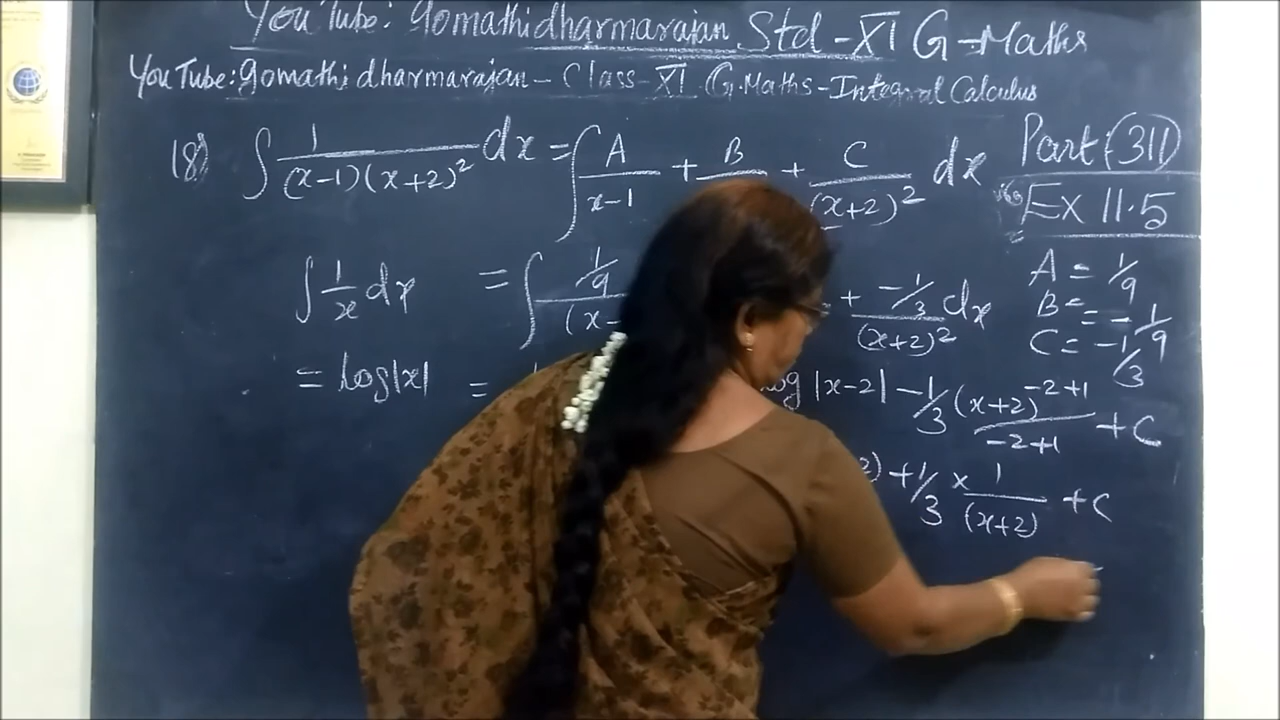 YouTube: gomathidharmarajan Std-XI G-Maths
YouTube: gomathi dharmarajan - Class-XI G.Maths - Integral Calculus
18) ∫ 1/((x-1)(x+2)²) dx = ∫ A/(x-1) + B + C/(x+2)² dx
Part-(311)
Ex 11.5
∫ 1/x dx = ∫ 1/9 / (x- + -1/3 / (x+2)² dx
A = 1/9
B = -1/9
C = -1/3
= log|x| = log |x-2| - 1/3 (x+2)^(-2+1) / (-2+1) + C
2) + 1/3 × 1/(x+2) + C